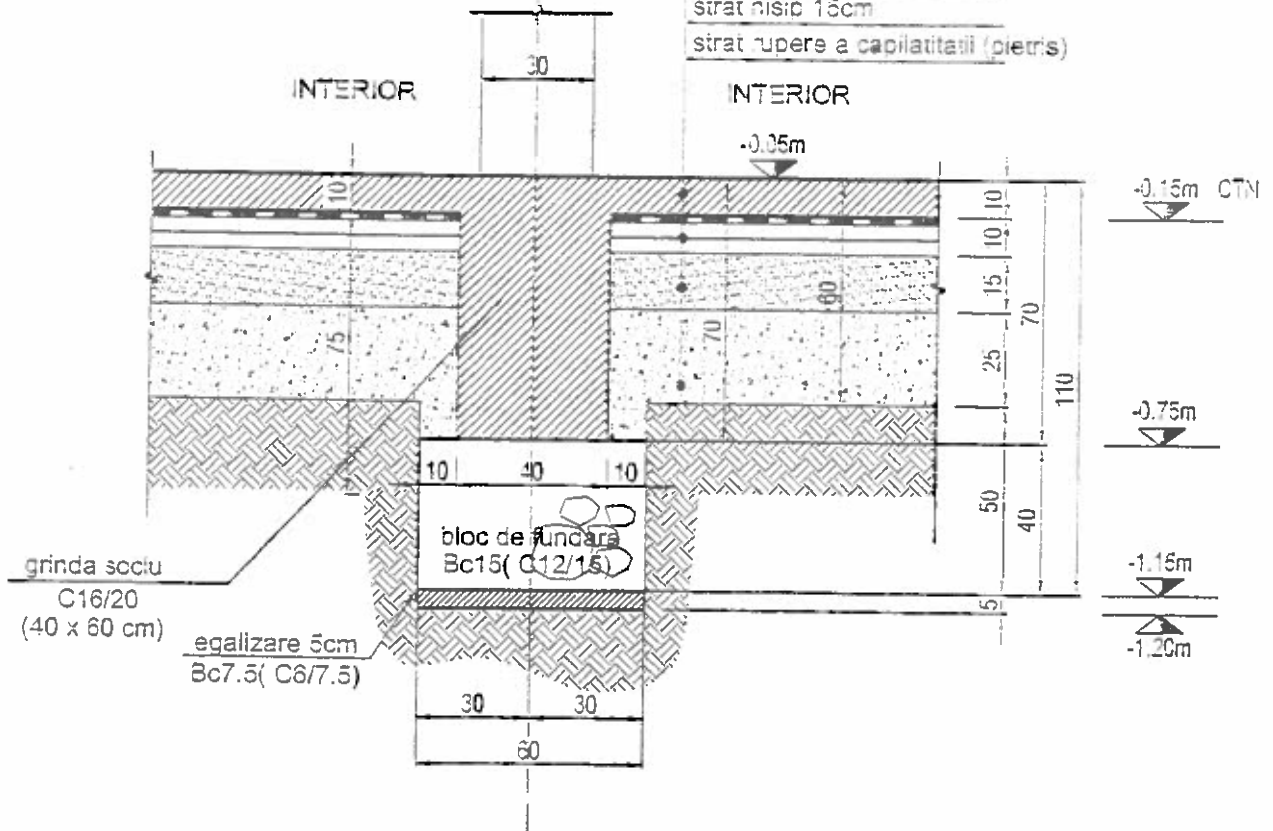 strat nisip 15cm
strat rupere a capilatitatii (pietris)
30
INTERIOR
INTERIOR
-0.05m
-0.15m CTN
10
10
10
15
60
70
75
70
25
110
-0.75m
10 40 10
50
40
bloc de fundara
Bc15( C12/15)
grinda soclu
C16/20
(40 x 60 cm)
-1.15m
5
egalizare 5cm
Bc7.5( C6/7.5)
-1.20m
30 30
60